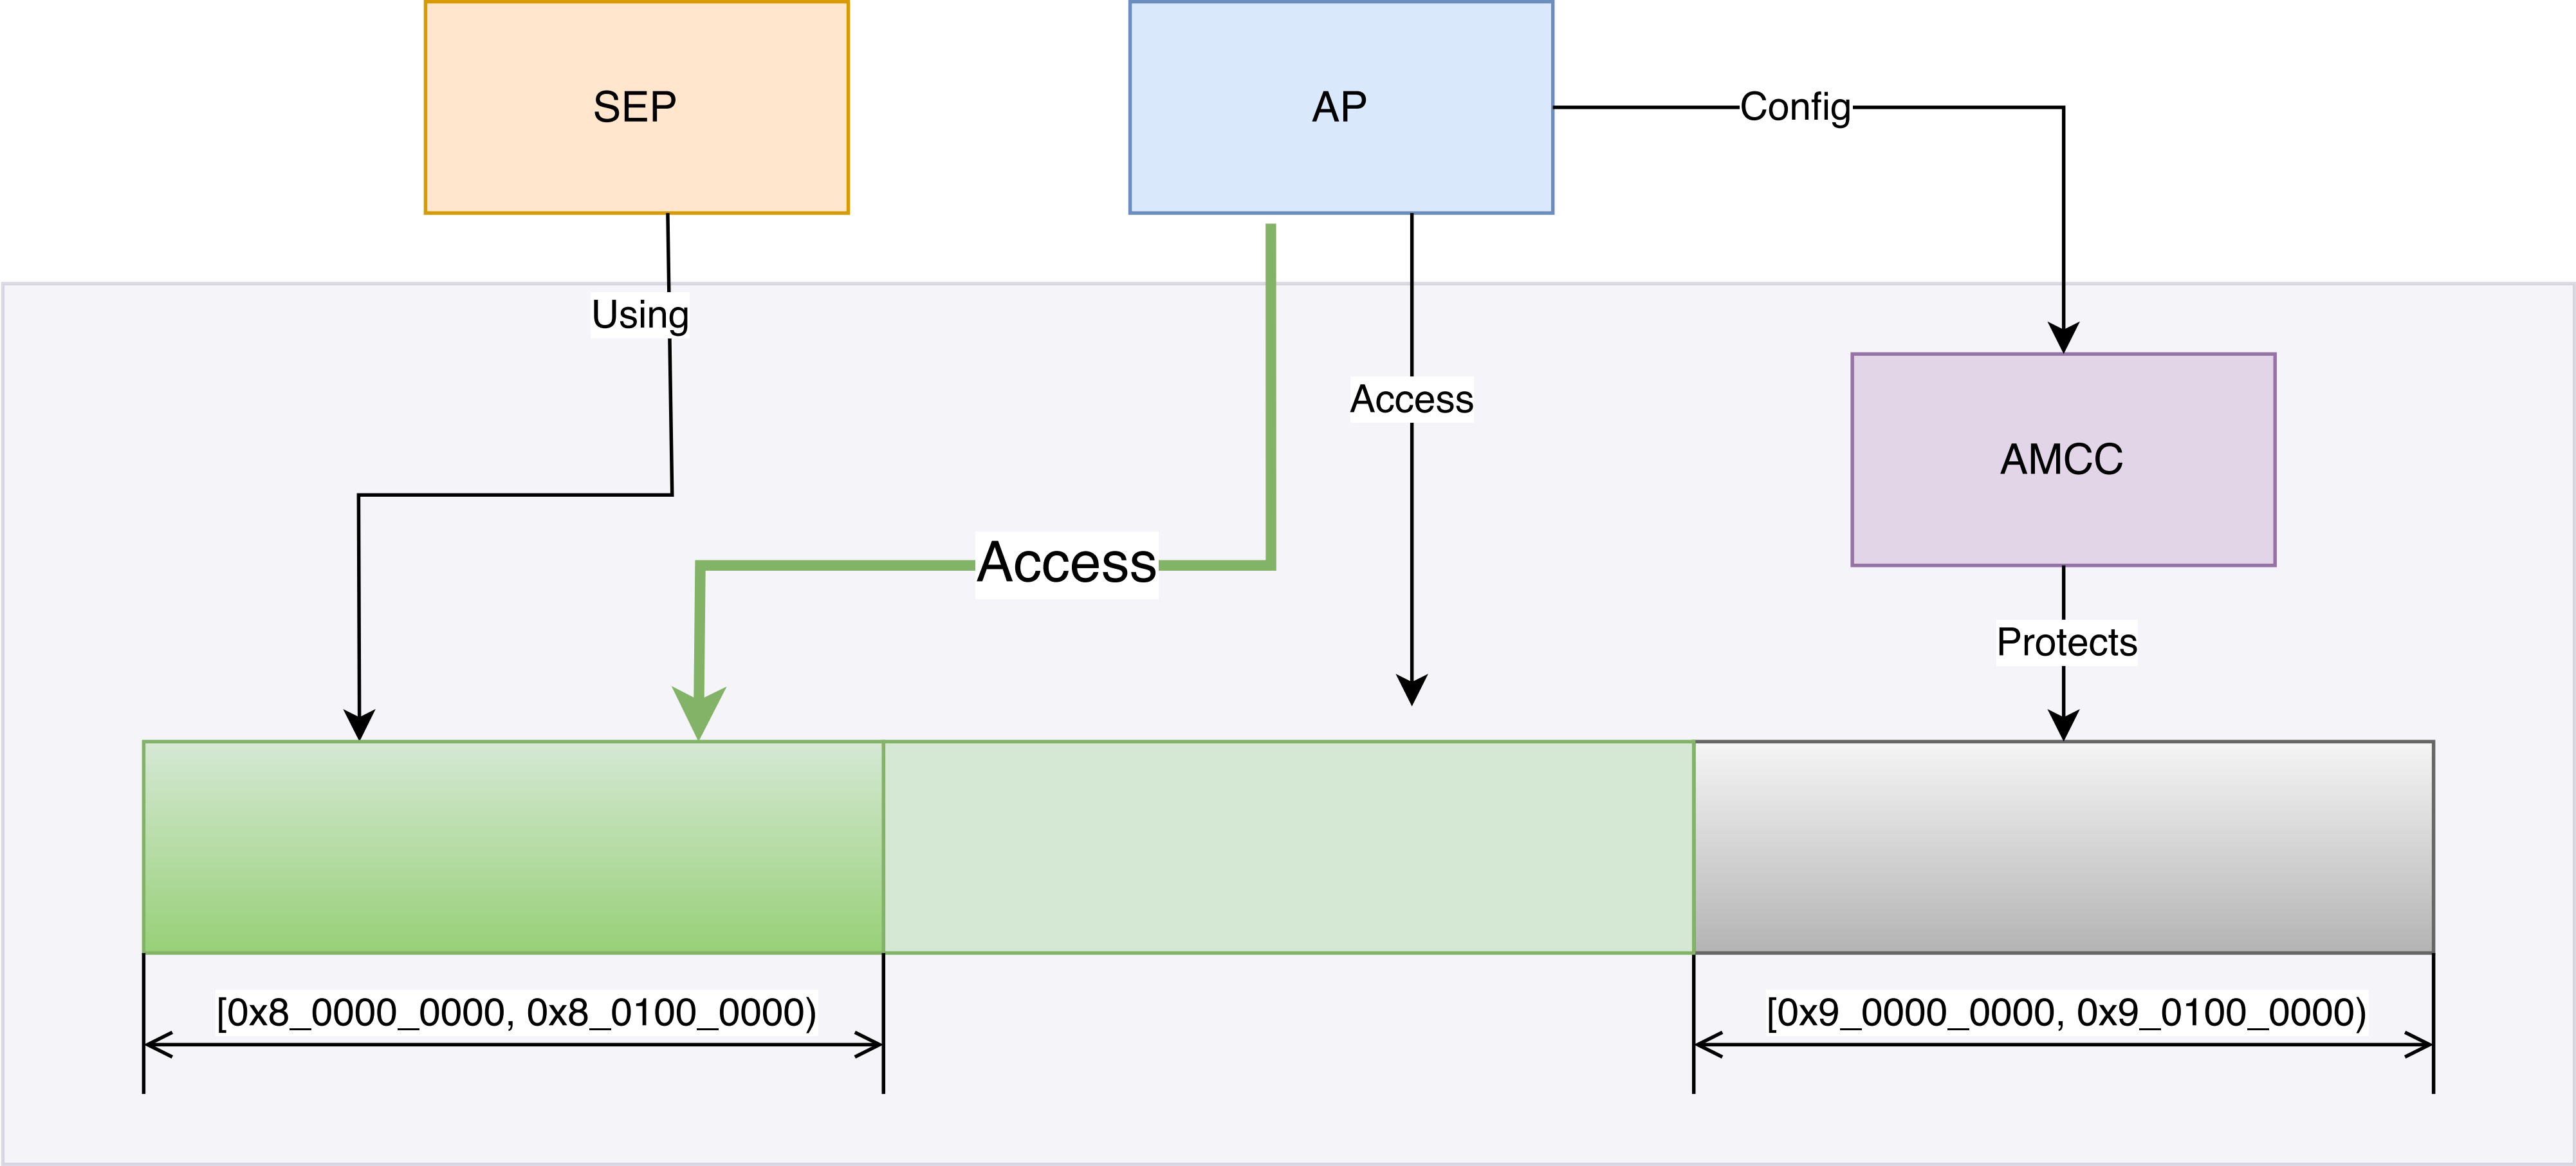 SEP
AP
Config
Using
Access
AMCC
Access
Protects
[0x8_0000_0000, 0x8_0100_0000)
[0x9_0000_0000, 0x9_0100_0000)